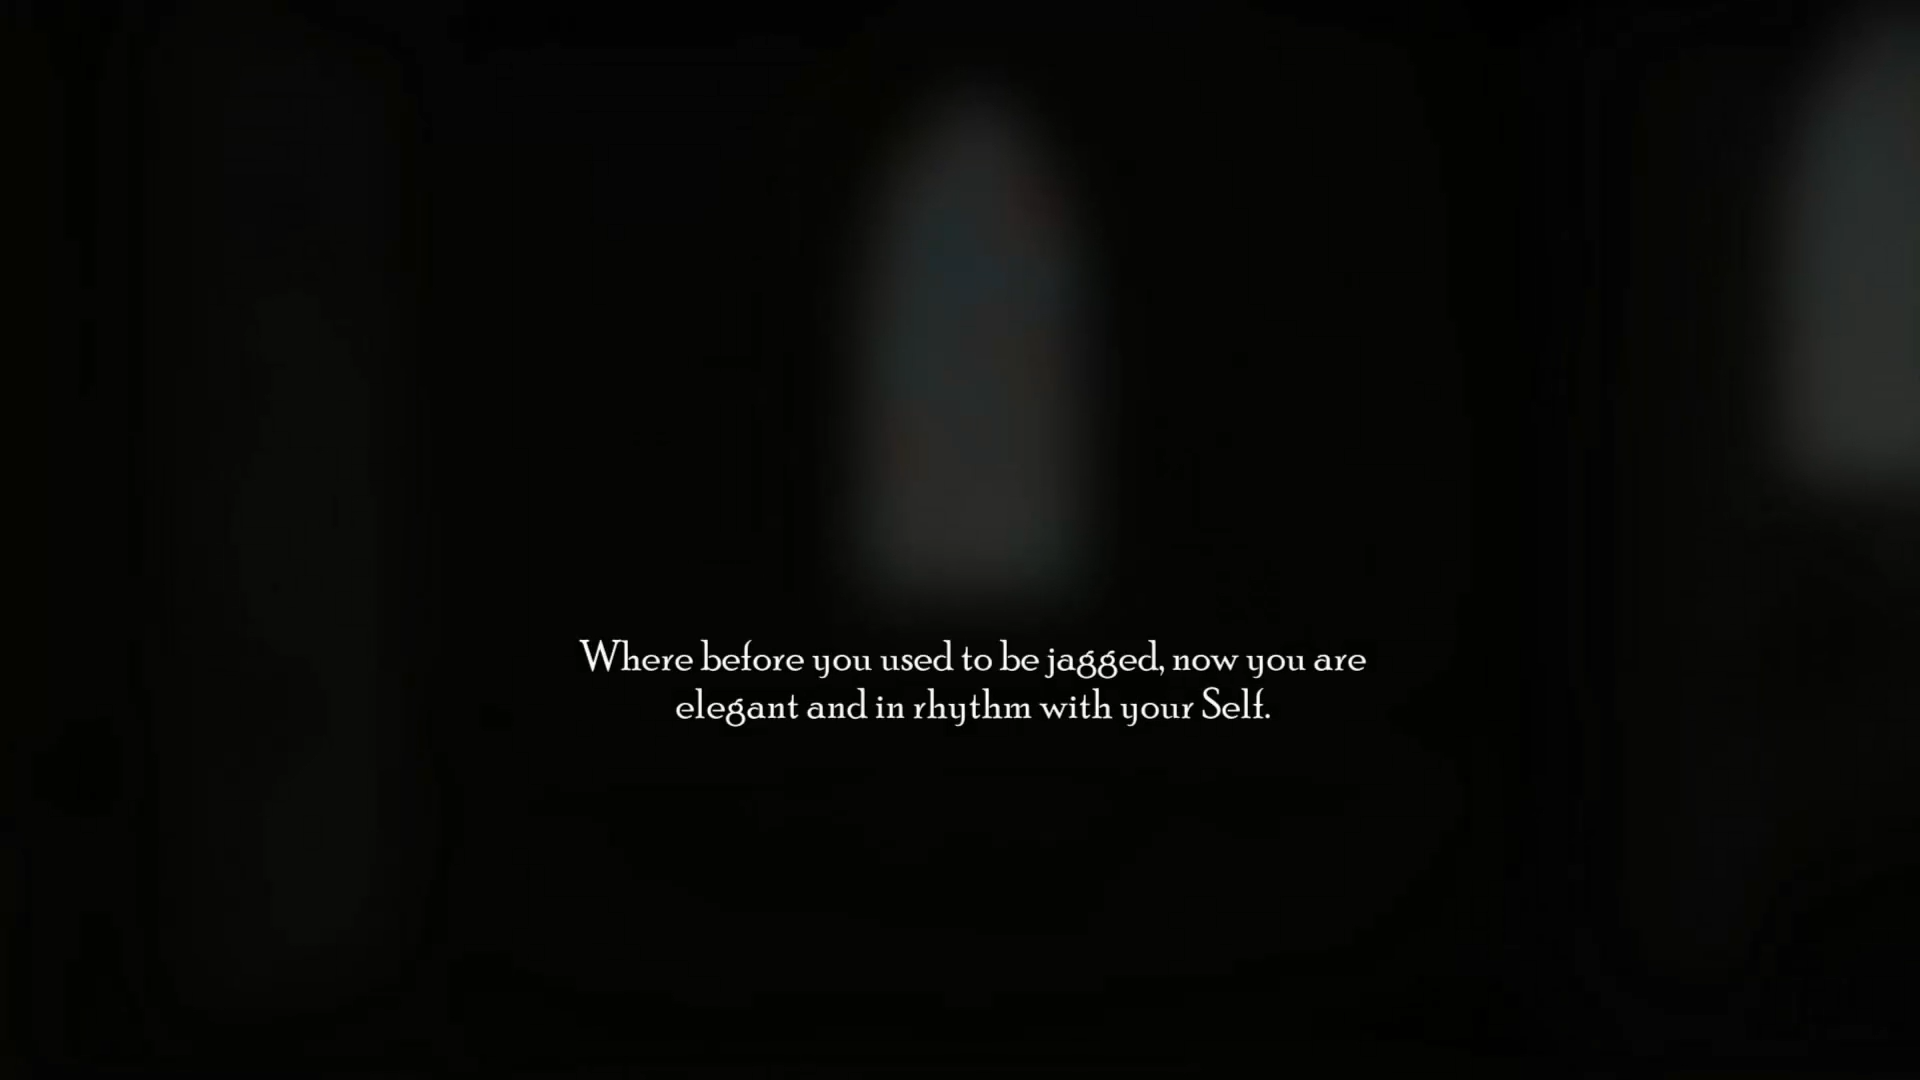 Where before you used to be jagged, now you are
elegant and in rhythm with your Self.